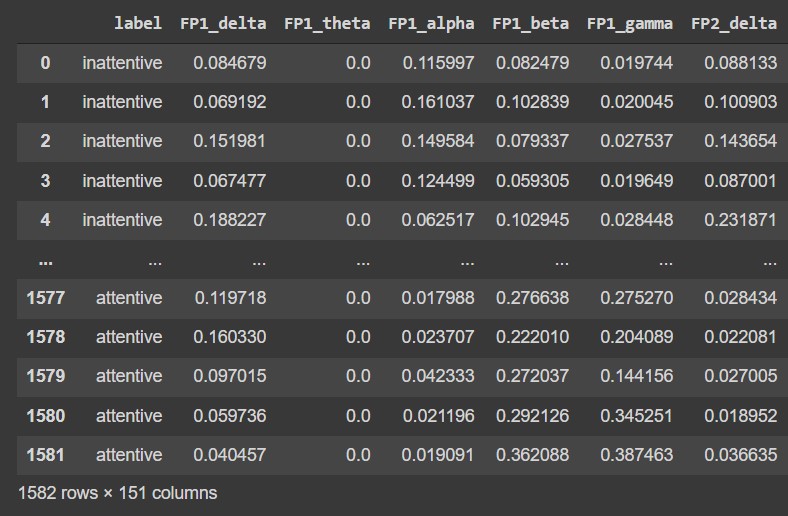 label FP1_delta FP1_theta FP1_alpha FP1_beta FP1_gamma FP2_delta
0 inattentive 0.084679 0.0 0.115997 0.082479 0.019744 0.088133
1 inattentive 0.069192 0.0 0.161037 0.102839 0.020045 0.100903
2 inattentive 0.151981 0.0 0.149584 0.079337 0.027537 0.143654
3 inattentive 0.067477 0.0 0.124499 0.059305 0.019649 0.087001
4 inattentive 0.188227 0.0 0.062517 0.102945 0.028448 0.231871
... ... ... ... ... ... ... ...
1577 attentive 0.119718 0.0 0.017988 0.276638 0.275270 0.028434
1578 attentive 0.160330 0.0 0.023707 0.222010 0.204089 0.022081
1579 attentive 0.097015 0.0 0.042333 0.272037 0.144156 0.027005
1580 attentive 0.059736 0.0 0.021196 0.292126 0.345251 0.018952
1581 attentive 0.040457 0.0 0.019091 0.362088 0.387463 0.036635
1582 rows × 151 columns